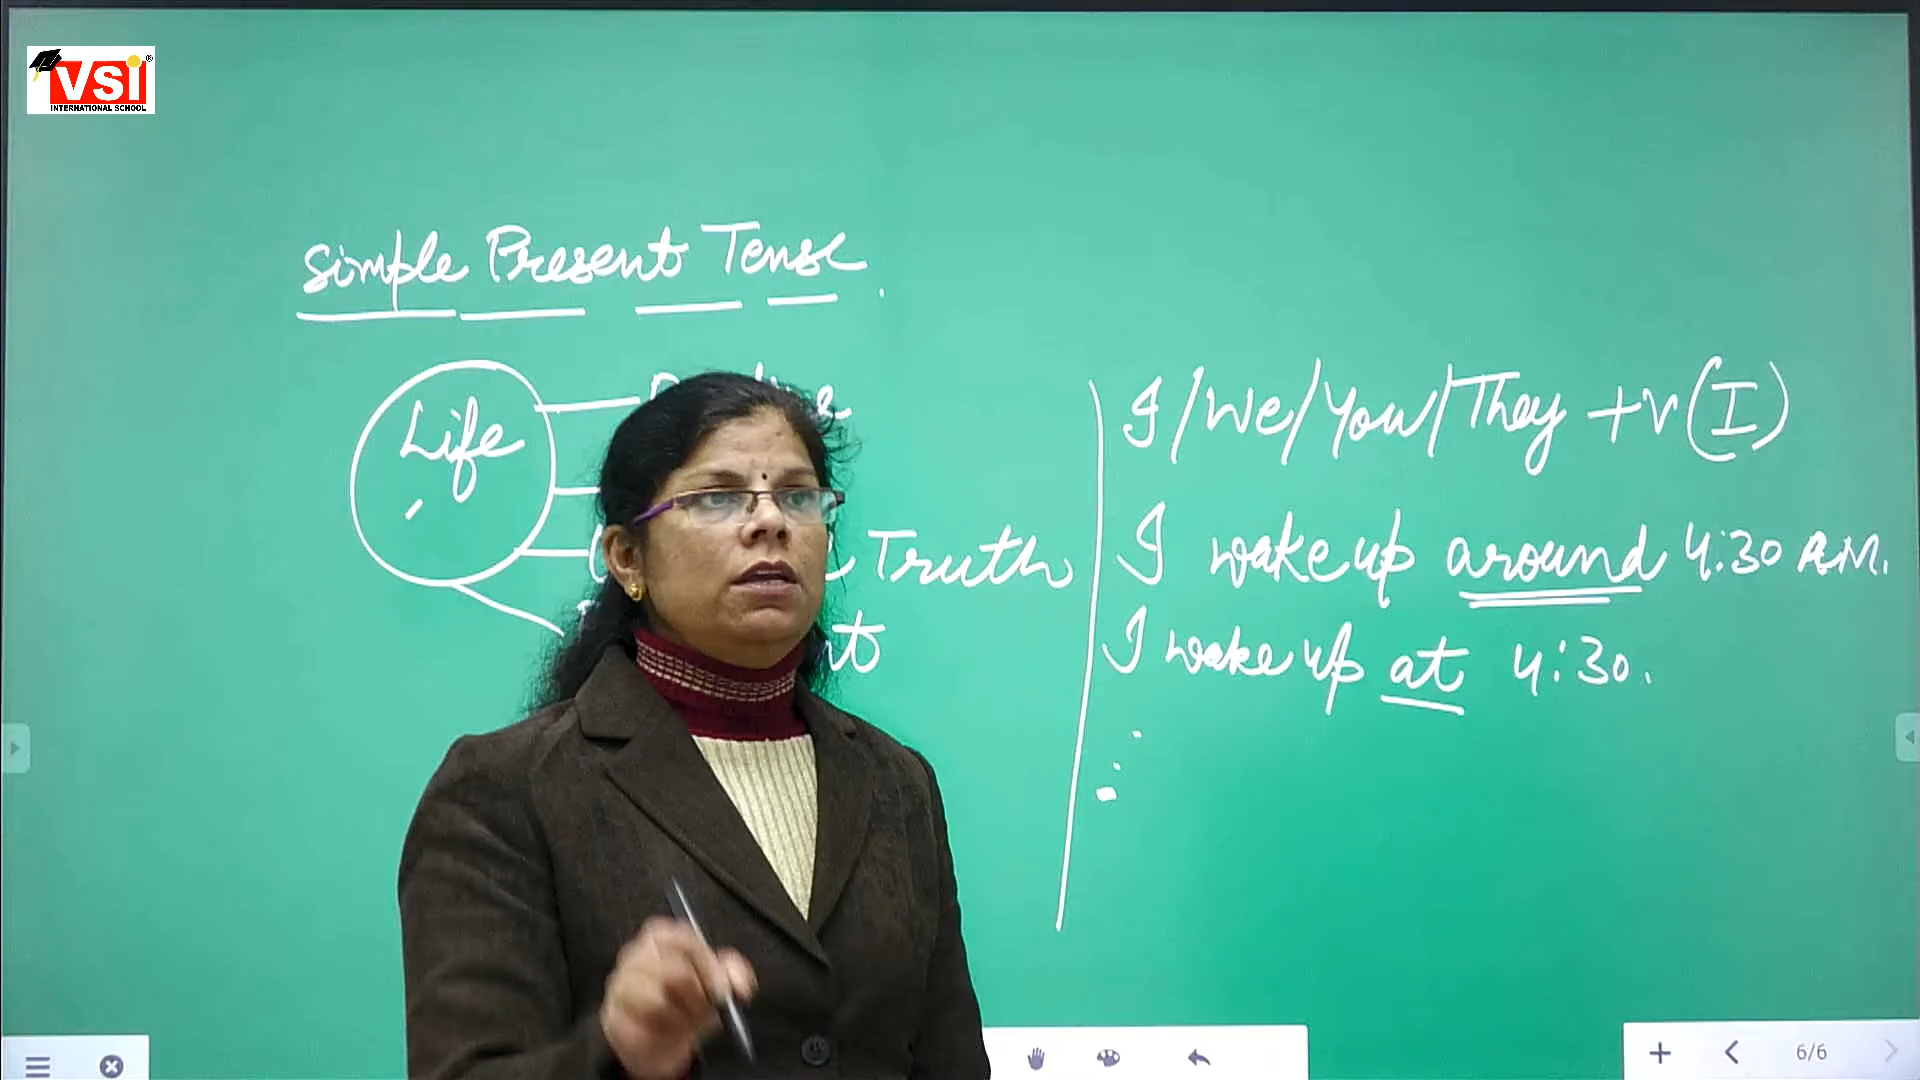 VSI
INTERNATIONAL SCHOOL
Simple Present Tense.
Life
Truth
I/We/You/They + V(I)
I wake up around 4:30 A.M.
I wake up at 4:30.
6/6